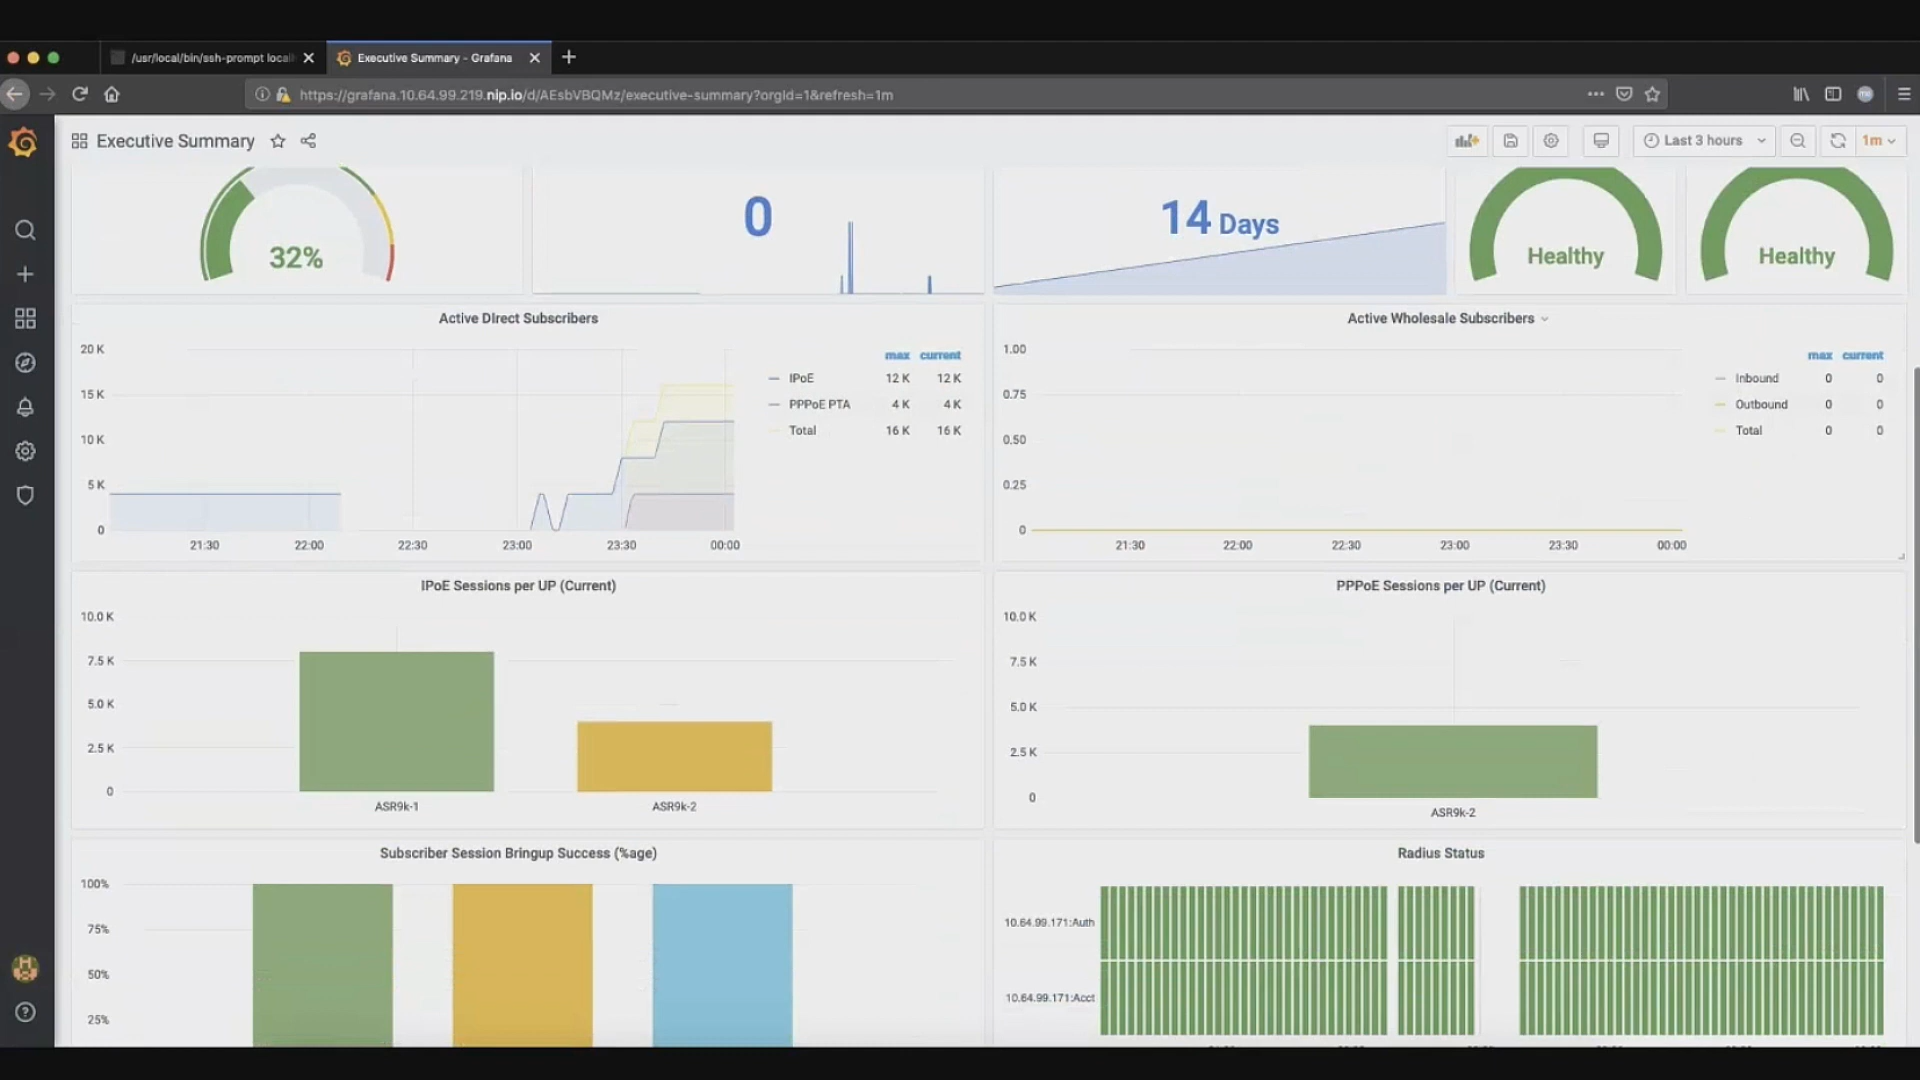 /usr/local/bin/ssh-prompt local
Executive Summary - Grafana
https://grafana.10.64.99.219.nip.io/d/AEsbVBQMz/executive-summary?orgId=1&refresh=1m
Executive Summary
Last 3 hours
1m
32%
0
14 Days
Healthy
Healthy
Active DIrect Subscribers
20 K
15 K
10 K
5 K
0
21:30 22:00 22:30 23:00 23:30 00:00
max current
IPoE 12 K 12 K
PPPoE PTA 4 K 4 K
Total 16 K 16 K
Active Wholesale Subscribers
1.00
0.75
0.50
0.25
0
21:30 22:00 22:30 23:00 23:30 00:00
max current
Inbound 0 0
Outbound 0 0
Total 0 0
IPoE Sessions per UP (Current)
10.0 K
7.5 K
5.0 K
2.5 K
0
ASR9k-1 ASR9k-2
PPPoE Sessions per UP (Current)
10.0 K
7.5 K
5.0 K
2.5 K
0
ASR9k-2
Subscriber Session Bringup Success (%age)
100%
75%
50%
25%
Radius Status
10.64.99.171:Auth
10.64.99.171:Acct